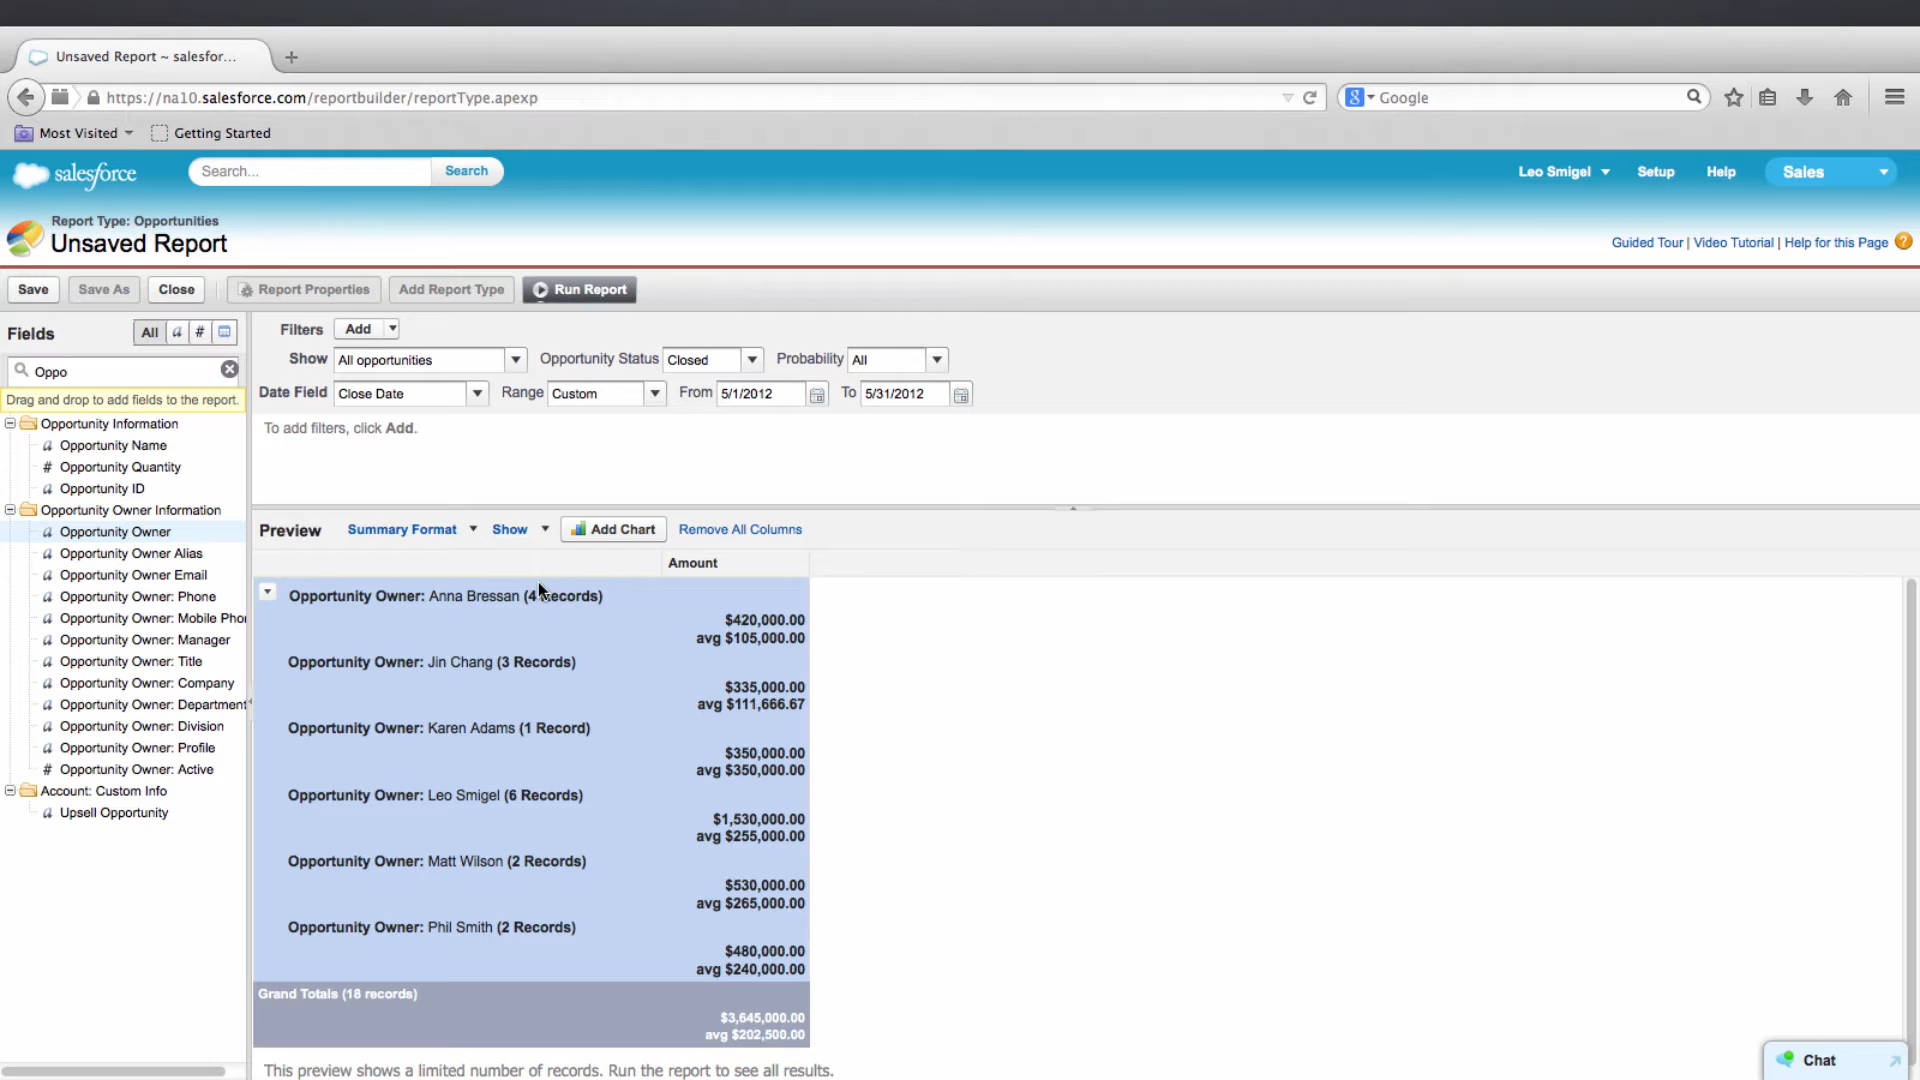 Unsaved Report ~ salesfor...
https://na10.salesforce.com/reportbuilder/reportType.apexp
Google
Most Visited
Getting Started
salesforce
Search...
Search
Leo Smigel
Setup
Help
Sales
Report Type: Opportunities
Unsaved Report
Guided Tour | Video Tutorial | Help for this Page
Save
Save As
Close
Report Properties
Add Report Type
Run Report
Fields
All
a
#
Oppo
Drag and drop to add fields to the report.
Opportunity Information
a Opportunity Name
# Opportunity Quantity
a Opportunity ID
Opportunity Owner Information
a Opportunity Owner
a Opportunity Owner Alias
a Opportunity Owner Email
a Opportunity Owner: Phone
a Opportunity Owner: Mobile Pho
a Opportunity Owner: Manager
a Opportunity Owner: Title
a Opportunity Owner: Company
a Opportunity Owner: Department
a Opportunity Owner: Division
a Opportunity Owner: Profile
# Opportunity Owner: Active
Account: Custom Info
a Upsell Opportunity
Filters Add
Show All opportunities Opportunity Status Closed Probability All
Date Field Close Date Range Custom From 5/1/2012 To 5/31/2012
To add filters, click Add.
Preview Summary Format Show Add Chart Remove All Columns
Amount
Opportunity Owner: Anna Bressan (4 Records)
$420,000.00
avg $105,000.00
Opportunity Owner: Jin Chang (3 Records)
$335,000.00
avg $111,666.67
Opportunity Owner: Karen Adams (1 Record)
$350,000.00
avg $350,000.00
Opportunity Owner: Leo Smigel (6 Records)
$1,530,000.00
avg $255,000.00
Opportunity Owner: Matt Wilson (2 Records)
$530,000.00
avg $265,000.00
Opportunity Owner: Phil Smith (2 Records)
$480,000.00
avg $240,000.00
Grand Totals (18 records)
$3,645,000.00
avg $202,500.00
This preview shows a limited number of records. Run the report to see all results.
Chat